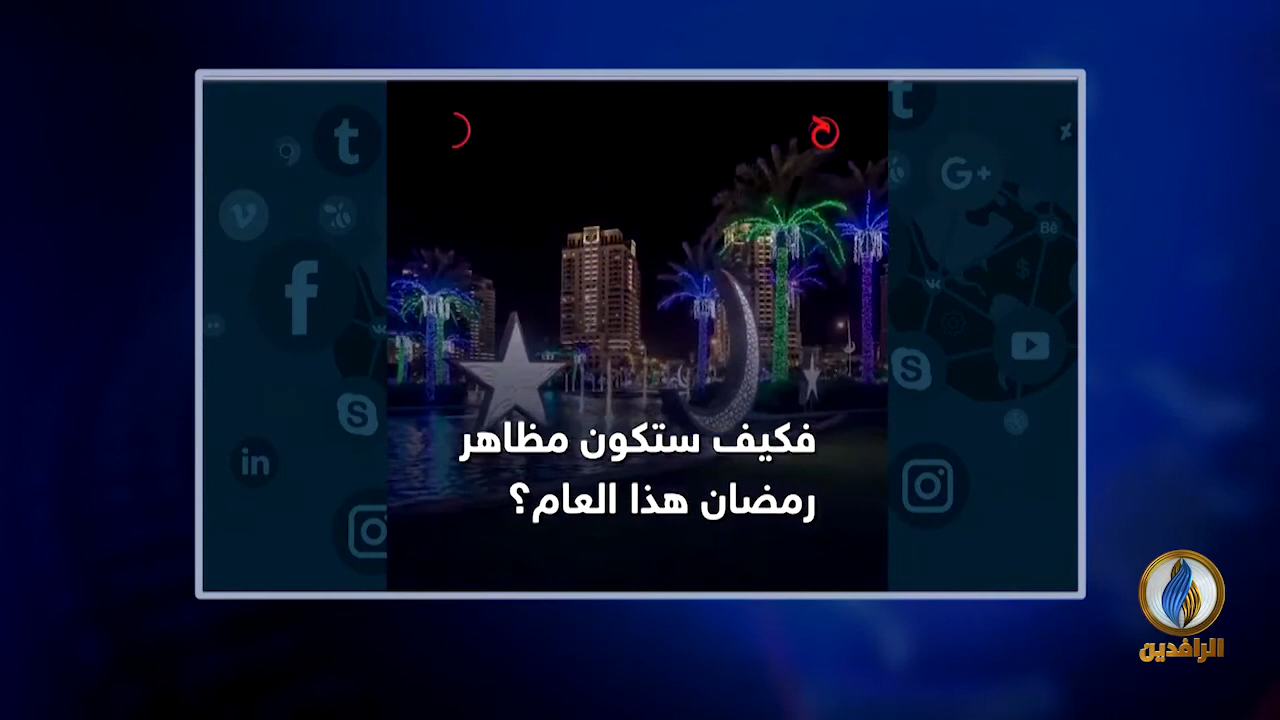 فكيف ستكون مظاهر
رمضان هذا العام؟
الرافدين